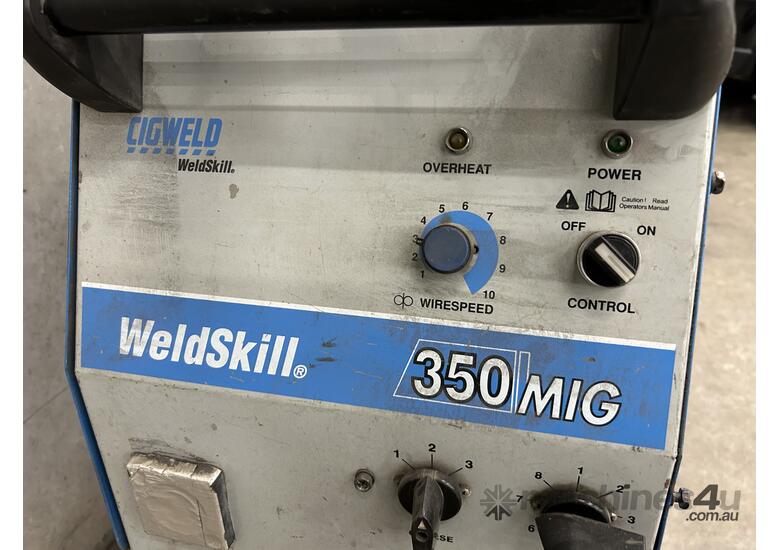 CIGWELD
WeldSkill®
OVERHEAT
POWER
Caution! Read
Operators Manual
OFF ON
1 2 3 4 5 6 7 8 9 10
WIRESPEED
CONTROL
WeldSkill®
350 MIG
1 2 3
8 1 2
7 3
6
machines4u
.com.au